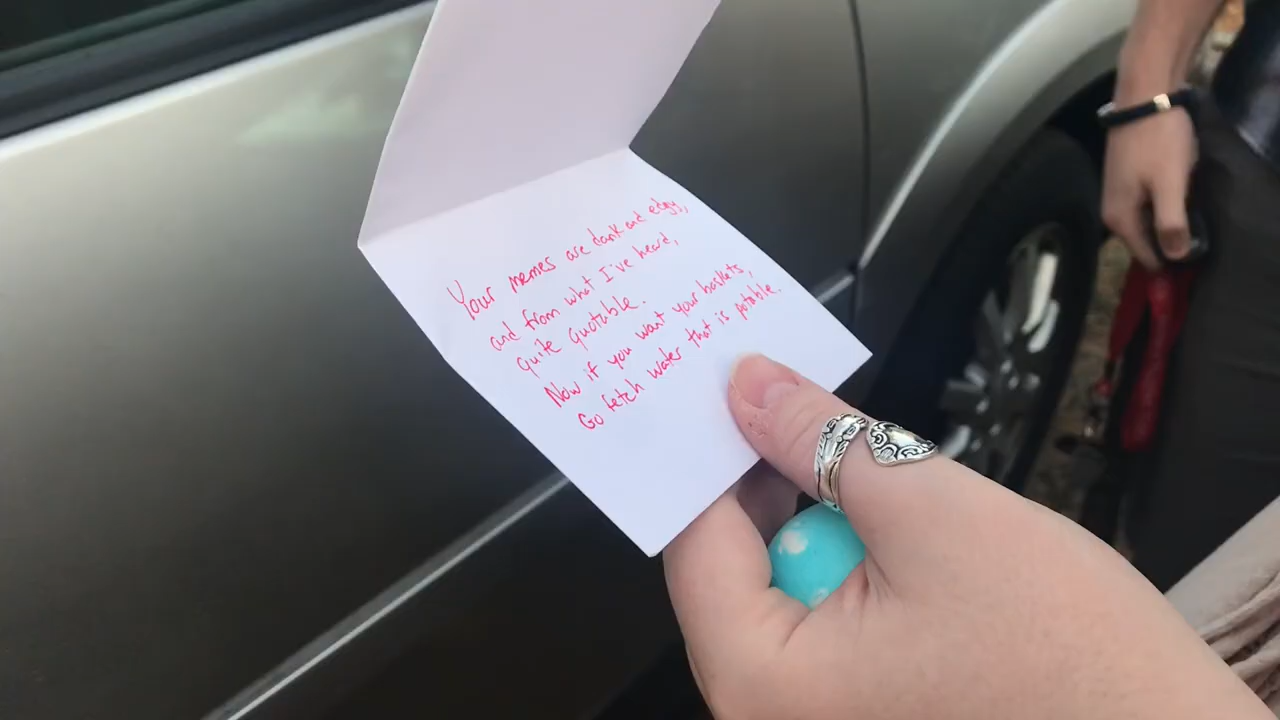 Your memes are dank and edgy,
and from what I've heard,
quite quotable.
Now if you want your baskets,
Go fetch water that is potable.